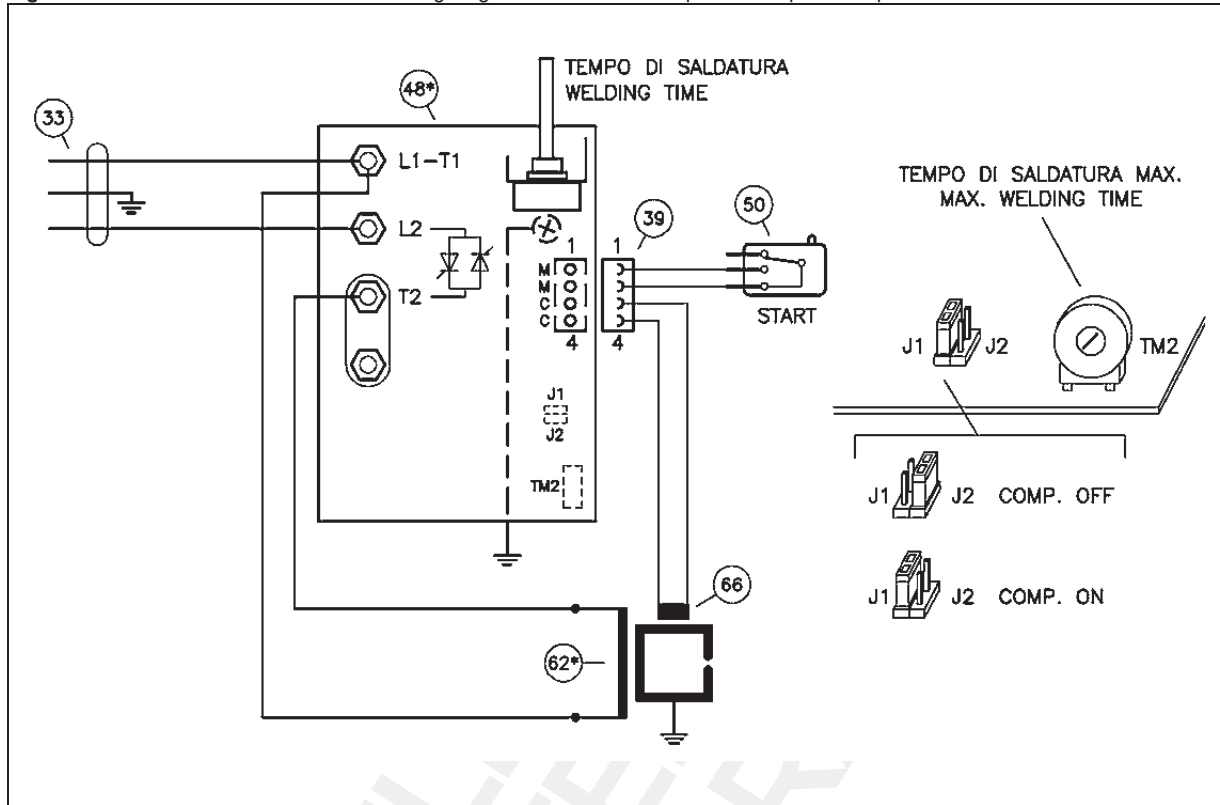 TEMPO DI SALDATURA
WELDING TIME
48*
33
L1-T1
TEMPO DI SALDATURA MAX.
MAX. WELDING TIME
50
39
L2
1
1
M
M
C
C
T2
4
4
START
J1
J2
TM2
J1
J2
TM2
J1
J2 COMP. OFF
J1
J2 COMP. ON
66
62*